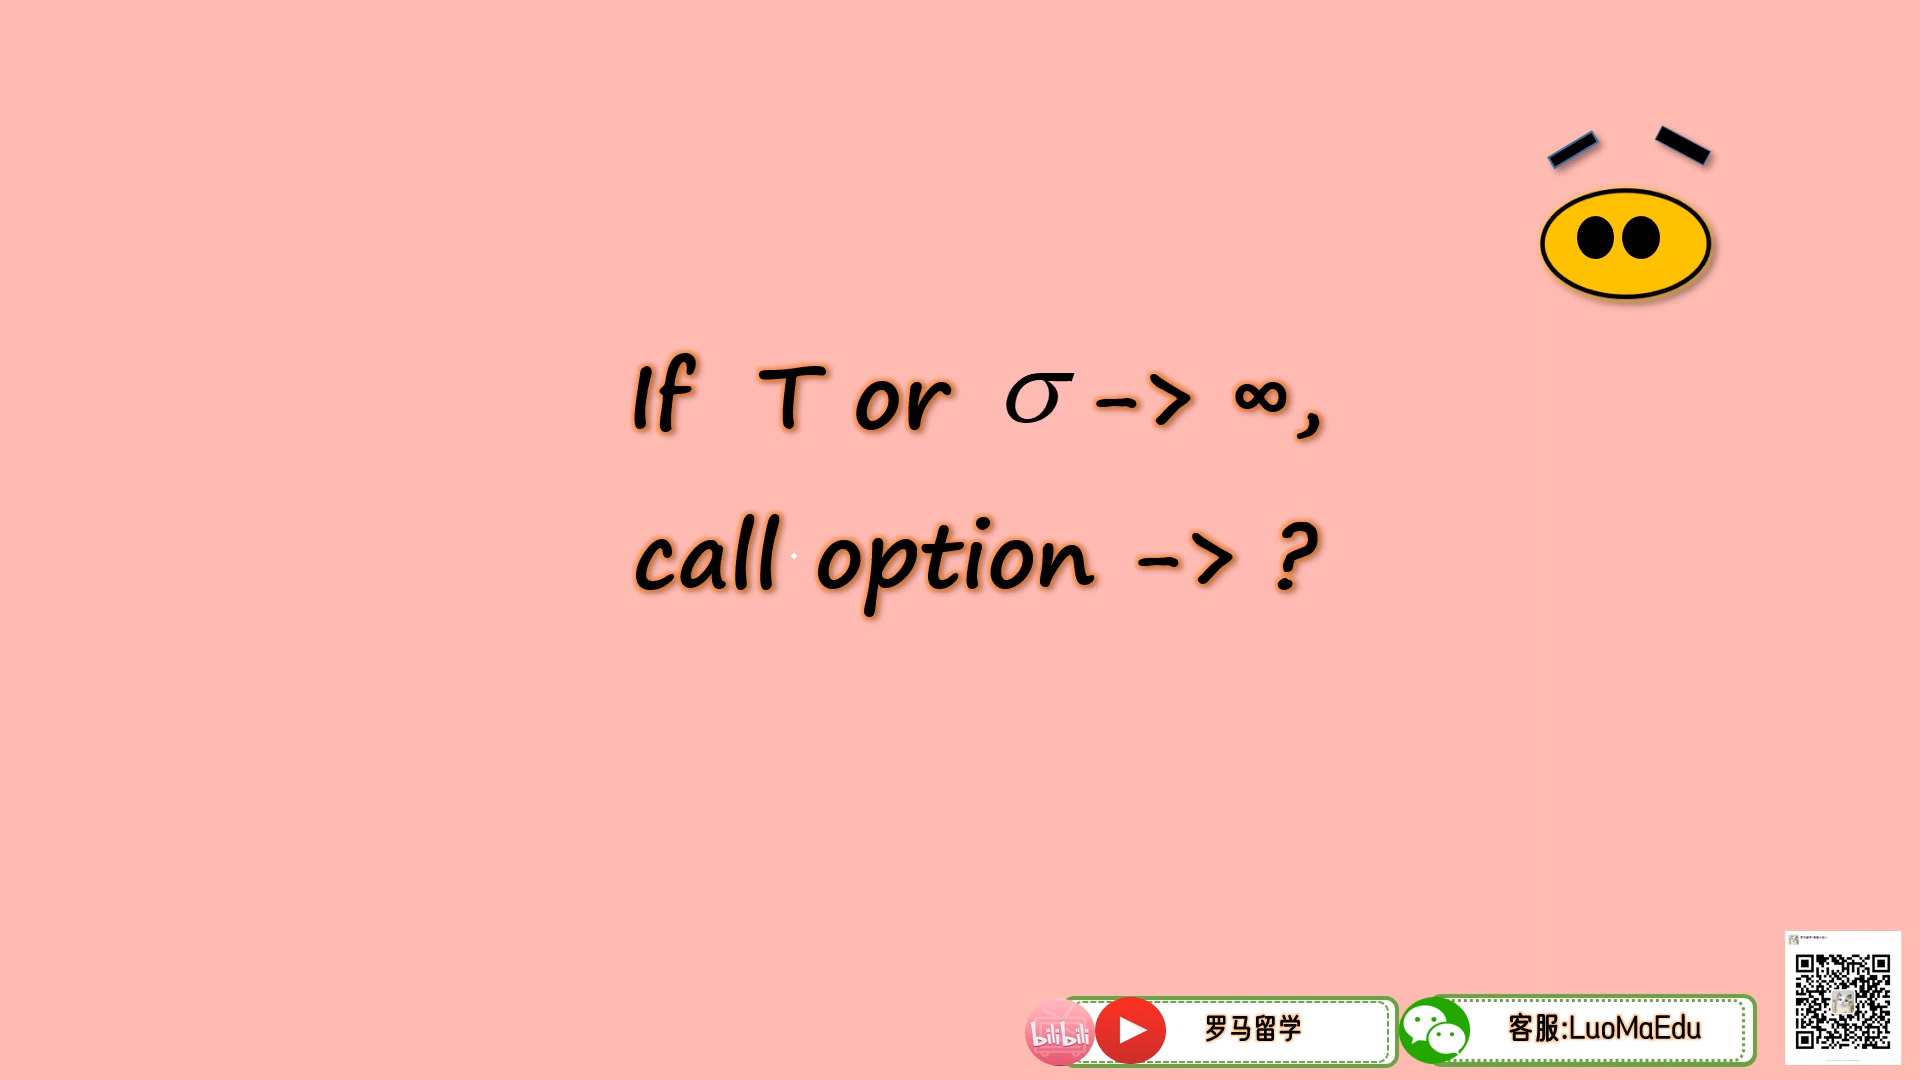 If T or σ -> ∞,
call option -> ?
bilibili
罗马留学
客服:LuoMaEdu